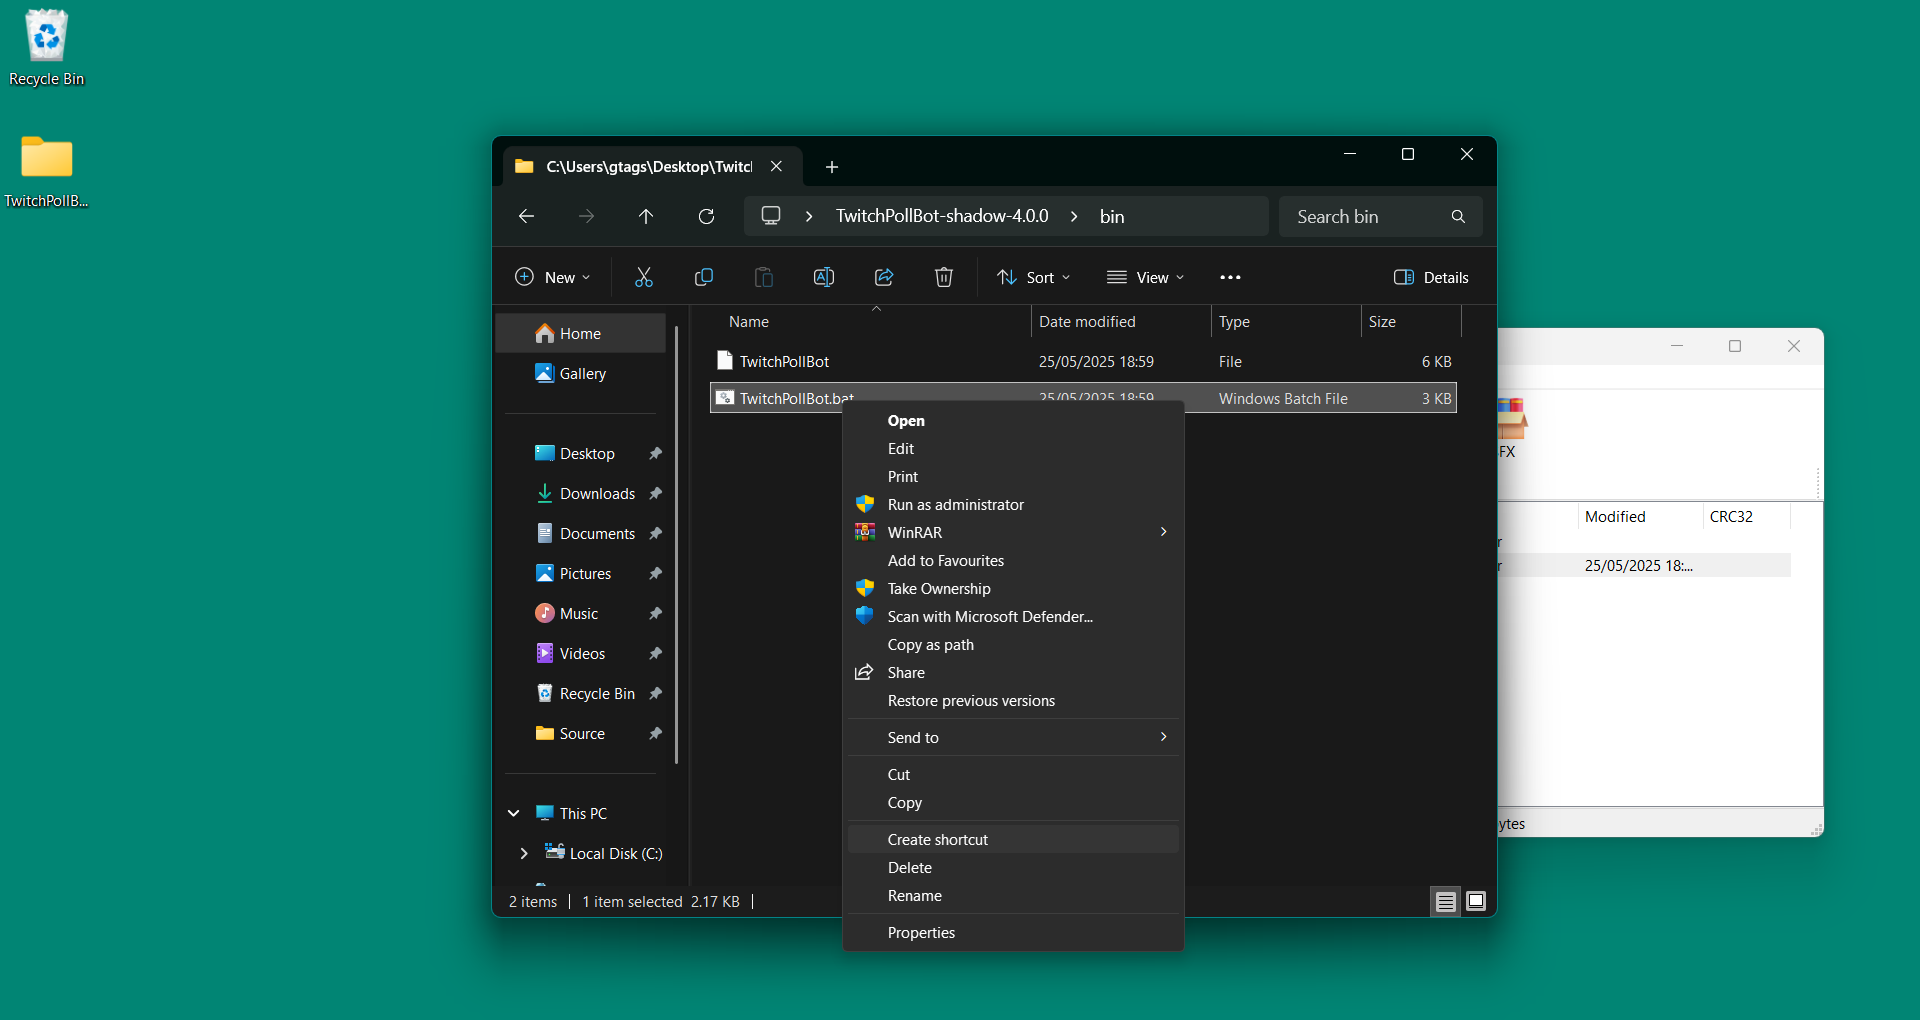 Recycle Bin
TwitchPollB...
C:\Users\gtags\Desktop\Twitcl
TwitchPollBot-shadow-4.0.0
bin
Search bin
New
Sort
View
Details
Name
Date modified
Type
Size
Home
Gallery
Desktop
Downloads
Documents
Pictures
Music
Videos
Recycle Bin
Source
This PC
Local Disk (C:)
TwitchPollBot
25/05/2025 18:59
File
6 KB
TwitchPollBot.bat
25/05/2025 18:59
Windows Batch File
3 KB
Open
Edit
Print
Run as administrator
WinRAR
Add to Favourites
Take Ownership
Scan with Microsoft Defender...
Copy as path
Share
Restore previous versions
Send to
Cut
Copy
Create shortcut
Delete
Rename
Properties
2 items
1 item selected 2.17 KB
FX
Modified
CRC32
r
r
25/05/2025 18:...
ytes